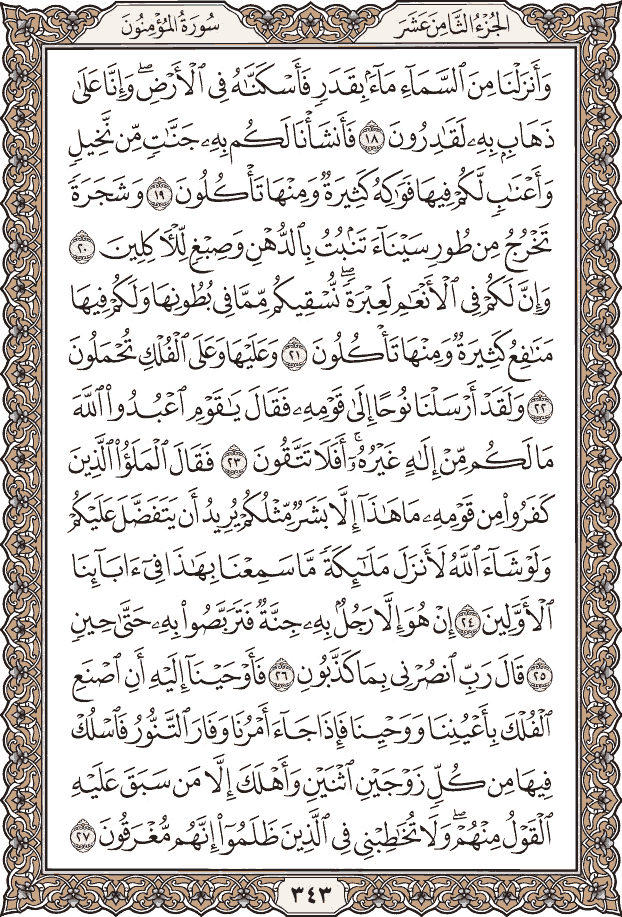 الجُزْءُ الثَّامِنَ عَشَرَ
سُورَةُ المُؤْمِنُونَ
وَأَنزَلْنَا مِنَ ٱلسَّمَآءِ مَآءًۢ بِقَدَرٍ فَأَسْكَنَّـٰهُ فِى ٱلْأَرْضِ ۖ وَإِنَّا عَلَىٰ
ذَهَابٍۭ بِهِۦ لَقَـٰدِرُونَ ١٨ فَأَنشَأْنَا لَكُم بِهِۦ جَنَّـٰتٍ مِّن نَّخِيلٍ
وَأَعْنَـٰبٍ لَّكُمْ فِيهَا فَوَٰكِهُ كَثِيرَةٌ وَمِنْهَا تَأْكُلُونَ ١٩ وَشَجَرَةً
تَخْرُجُ مِن طُورِ سَيْنَآءَ تَنۢبُتُ بِٱلدُّهْنِ وَصِبْغٍ لِّلْـَٔاكِلِينَ ٢٠
وَإِنَّ لَكُمْ فِى ٱلْأَنْعَـٰمِ لَعِبْرَةً ۖ نُّسْقِيكُم مِّمَّا فِى بُطُونِهَا وَلَكُمْ فِيهَا
مَنَـٰفِعُ كَثِيرَةٌ وَمِنْهَا تَأْكُلُونَ ٢١ وَعَلَيْهَا وَعَلَى ٱلْفُلْكِ تُحْمَلُونَ
٢٢ وَلَقَدْ أَرْسَلْنَا نُوحًا إِلَىٰ قَوْمِهِۦ فَقَالَ يَـٰقَوْمِ ٱعْبُدُوا۟ ٱللَّهَ
مَا لَكُم مِّنْ إِلَـٰهٍ غَيْرُهُۥٓ ۚ أَفَلَا تَتَّقُونَ ٢٣ فَقَالَ ٱلْمَلَؤُا۟ ٱلَّذِينَ
كَفَرُوا۟ مِن قَوْمِهِۦ مَا هَـٰذَآ إِلَّا بَشَرٌ مِّثْلُكُمْ يُرِيدُ أَن يَتَفَضَّلَ عَلَيْكُمْ
وَلَوْ شَآءَ ٱللَّهُ لَأَنزَلَ مَلَـٰٓئِكَةً مَّا سَمِعْنَا بِهَـٰذَا فِىٓ ءَابَآئِنَا
ٱلْأَوَّلِينَ ٢٤ إِنْ هُوَ إِلَّا رَجُلٌۢ بِهِۦ جِنَّةٌ فَتَرَبَّصُوا۟ بِهِۦ حَتَّىٰ حِينٍ
٢٥ قَالَ رَبِّ ٱنصُرْنِى بِمَا كَذَّبُونِ ٢٦ فَأَوْحَيْنَآ إِلَيْهِ أَنِ ٱصْنَعِ
ٱلْفُلْكَ بِأَعْيُنِنَا وَوَحْيِنَا فَإِذَا جَآءَ أَمْرُنَا وَفَارَ ٱلتَّنُّورُ فَٱسْلُكْ
فِيهَا مِن كُلٍّ زَوْجَيْنِ ٱثْنَيْنِ وَأَهْلَكَ إِلَّا مَن سَبَقَ عَلَيْهِ
ٱلْقَوْلُ مِنْهُمْ ۖ وَلَا تُخَـٰطِبْنِى فِى ٱلَّذِينَ ظَلَمُوٓا۟ إِنَّهُم مُّغْرَقُونَ ٢٧
٣٤٣